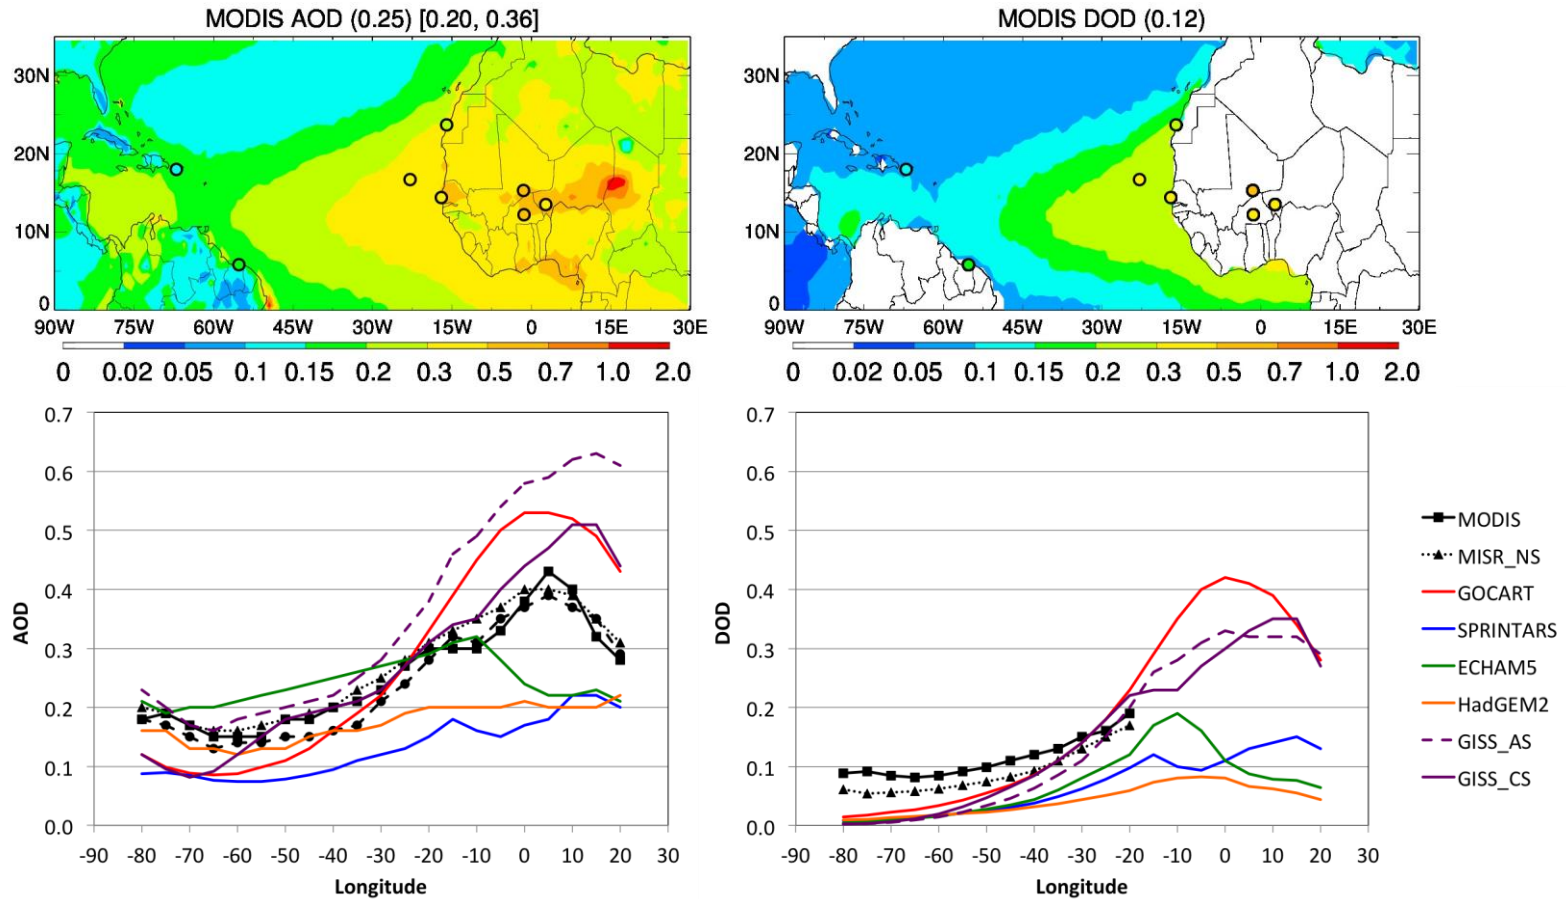 MODIS AOD (0.25) [0.20, 0.36]
30N
20N
10N
0
90W 75W 60W 45W 30W 15W 0 15E 30E
0 0.02 0.05 0.1 0.15 0.2 0.3 0.5 0.7 1.0 2.0
MODIS DOD (0.12)
30N
20N
10N
0
90W 75W 60W 45W 30W 15W 0 15E 30E
0 0.02 0.05 0.1 0.15 0.2 0.3 0.5 0.7 1.0 2.0
0.7
0.6
0.5
0.4
0.3
0.2
0.1
0.0
AOD
-90 -80 -70 -60 -50 -40 -30 -20 -10 0 10 20 30
Longitude
0.7
0.6
0.5
0.4
0.3
0.2
0.1
0.0
DOD
-90 -80 -70 -60 -50 -40 -30 -20 -10 0 10 20 30
Longitude
MODIS
MISR_NS
GOCART
SPRINTARS
ECHAM5
HadGEM2
GISS_AS
GISS_CS